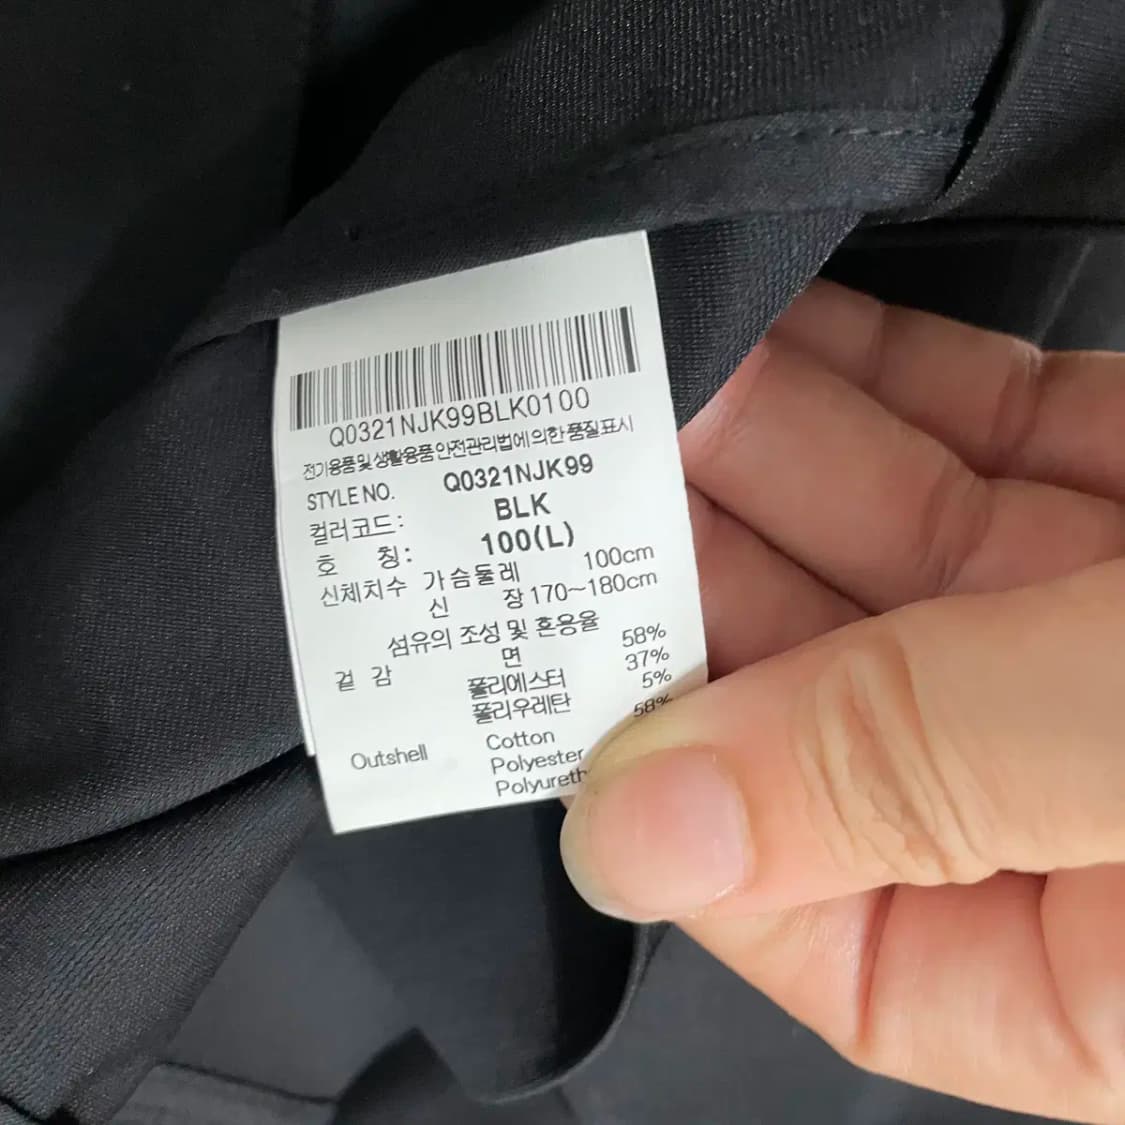 Q0321NJK99BLK0100
전기용품및생활용품안전관리법에의한품질표시
STYLE NO. Q0321NJK99
컬러코드: BLK
호 칭: 100(L)
신체치수 가슴둘레 100cm
신 장 170~180cm
섬유의 조성 및 혼용율
겉 감 면 58%
폴리에스터 37%
폴리우레탄 5%
Outshell Cotton 58%
Polyester